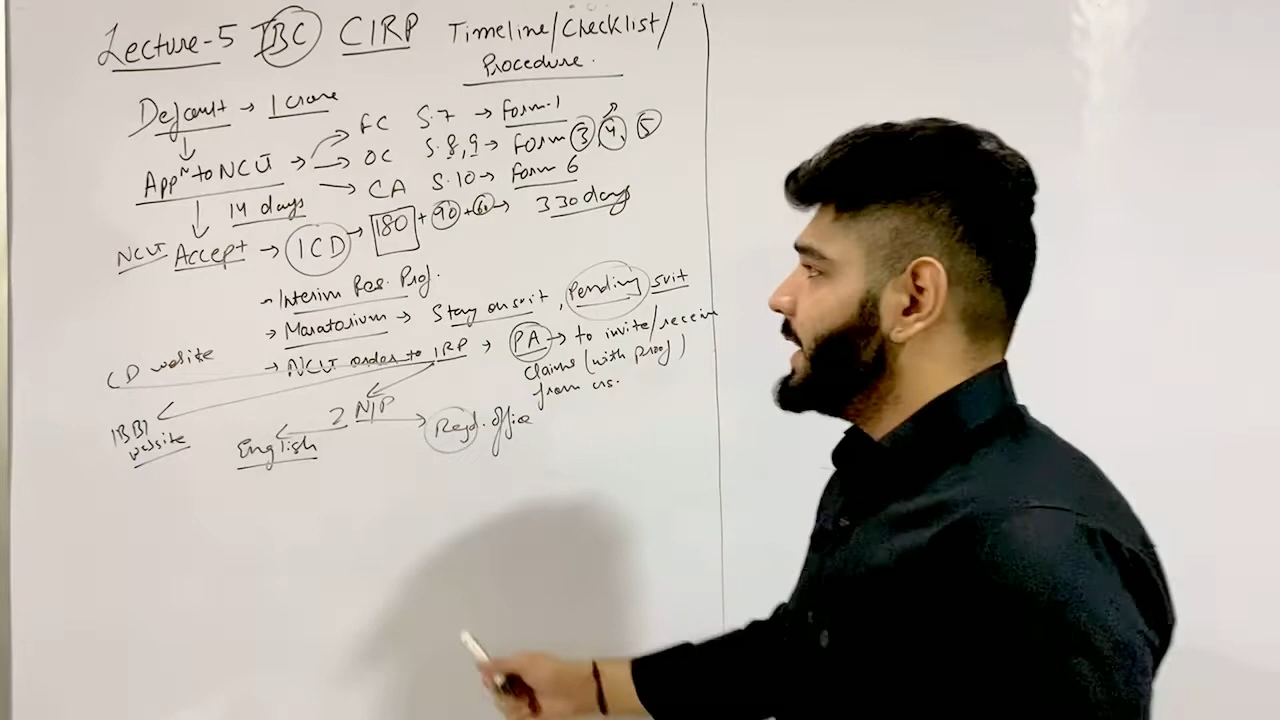 Lecture-5 IBC CIRP Timeline/Checklist/
Procedure.
Default → 1 crore
FC S.7 → Form-1
Appⁿ to NCLT → OC S.8,9 → Form 3, 4, 5
CA S.10 → Form 6
14 days
NCLT Accept → ICD → 180 + 90 + 60 → 330 days
- Interim Res. Prof.
→ Maratorium → Stay on suit, Pending suit
→ NCLT order to IRP → PA → to invite/receive
claims (with proof)
from crs.
CD website
2 N/P
IBBI
website
English
Regd. office